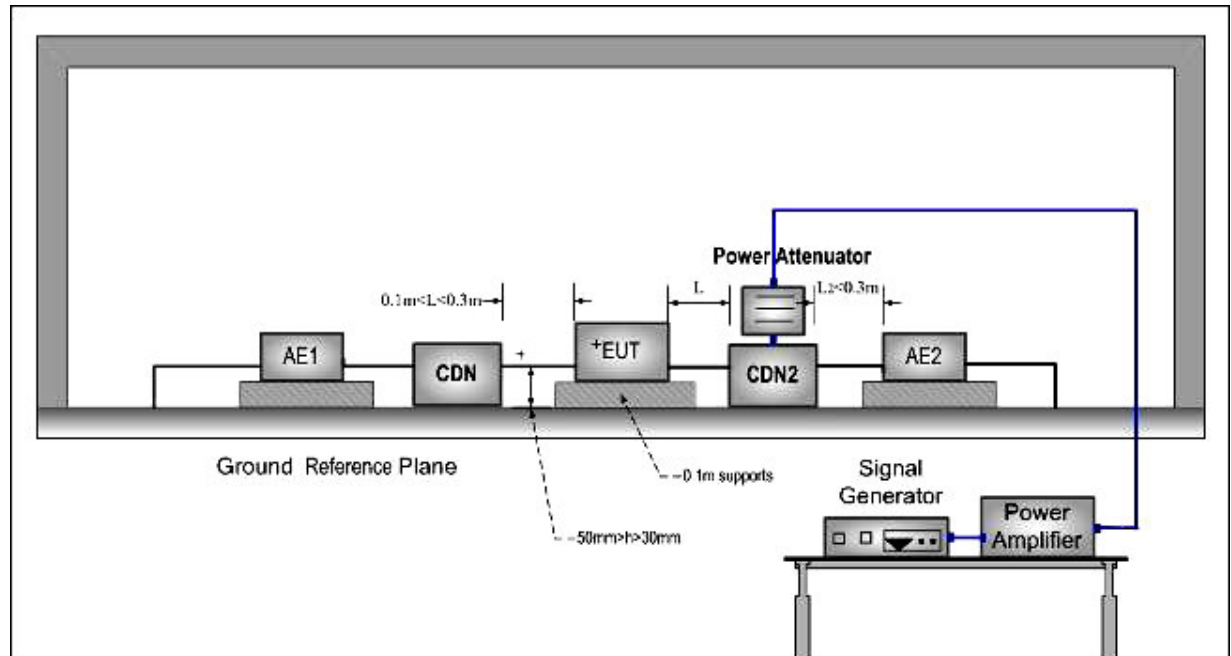 Power Attenuator
0.1m<L<0.3m
L
L2<0.3m
AE1
CDN
+
+EUT
CDN2
AE2
Ground Reference Plane
0.1m supports
50mm>h>30mm
Signal
Generator
Power
Amplifier